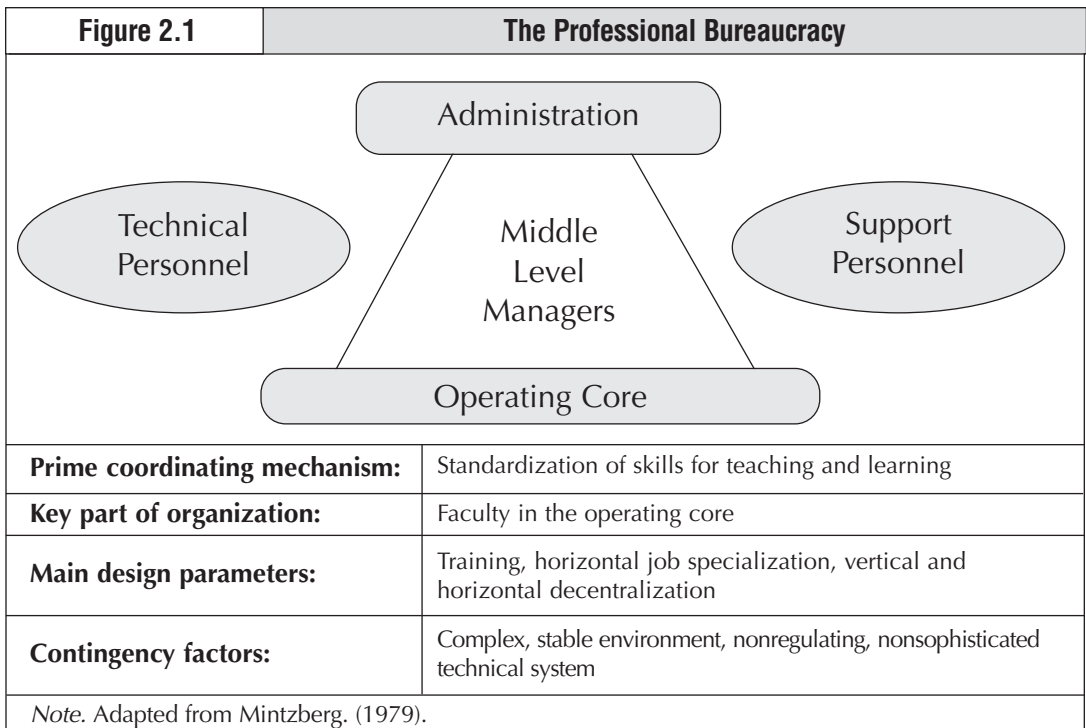 Figure 2.1
The Professional Bureaucracy
Administration
Technical
Personnel
Middle
Level
Managers
Support
Personnel
Operating Core
Prime coordinating mechanism:
Standardization of skills for teaching and learning
Key part of organization:
Faculty in the operating core
Main design parameters:
Training, horizontal job specialization, vertical and
horizontal decentralization
Contingency factors:
Complex, stable environment, nonregulating, nonsophisticated
technical system
Note. Adapted from Mintzberg. (1979).